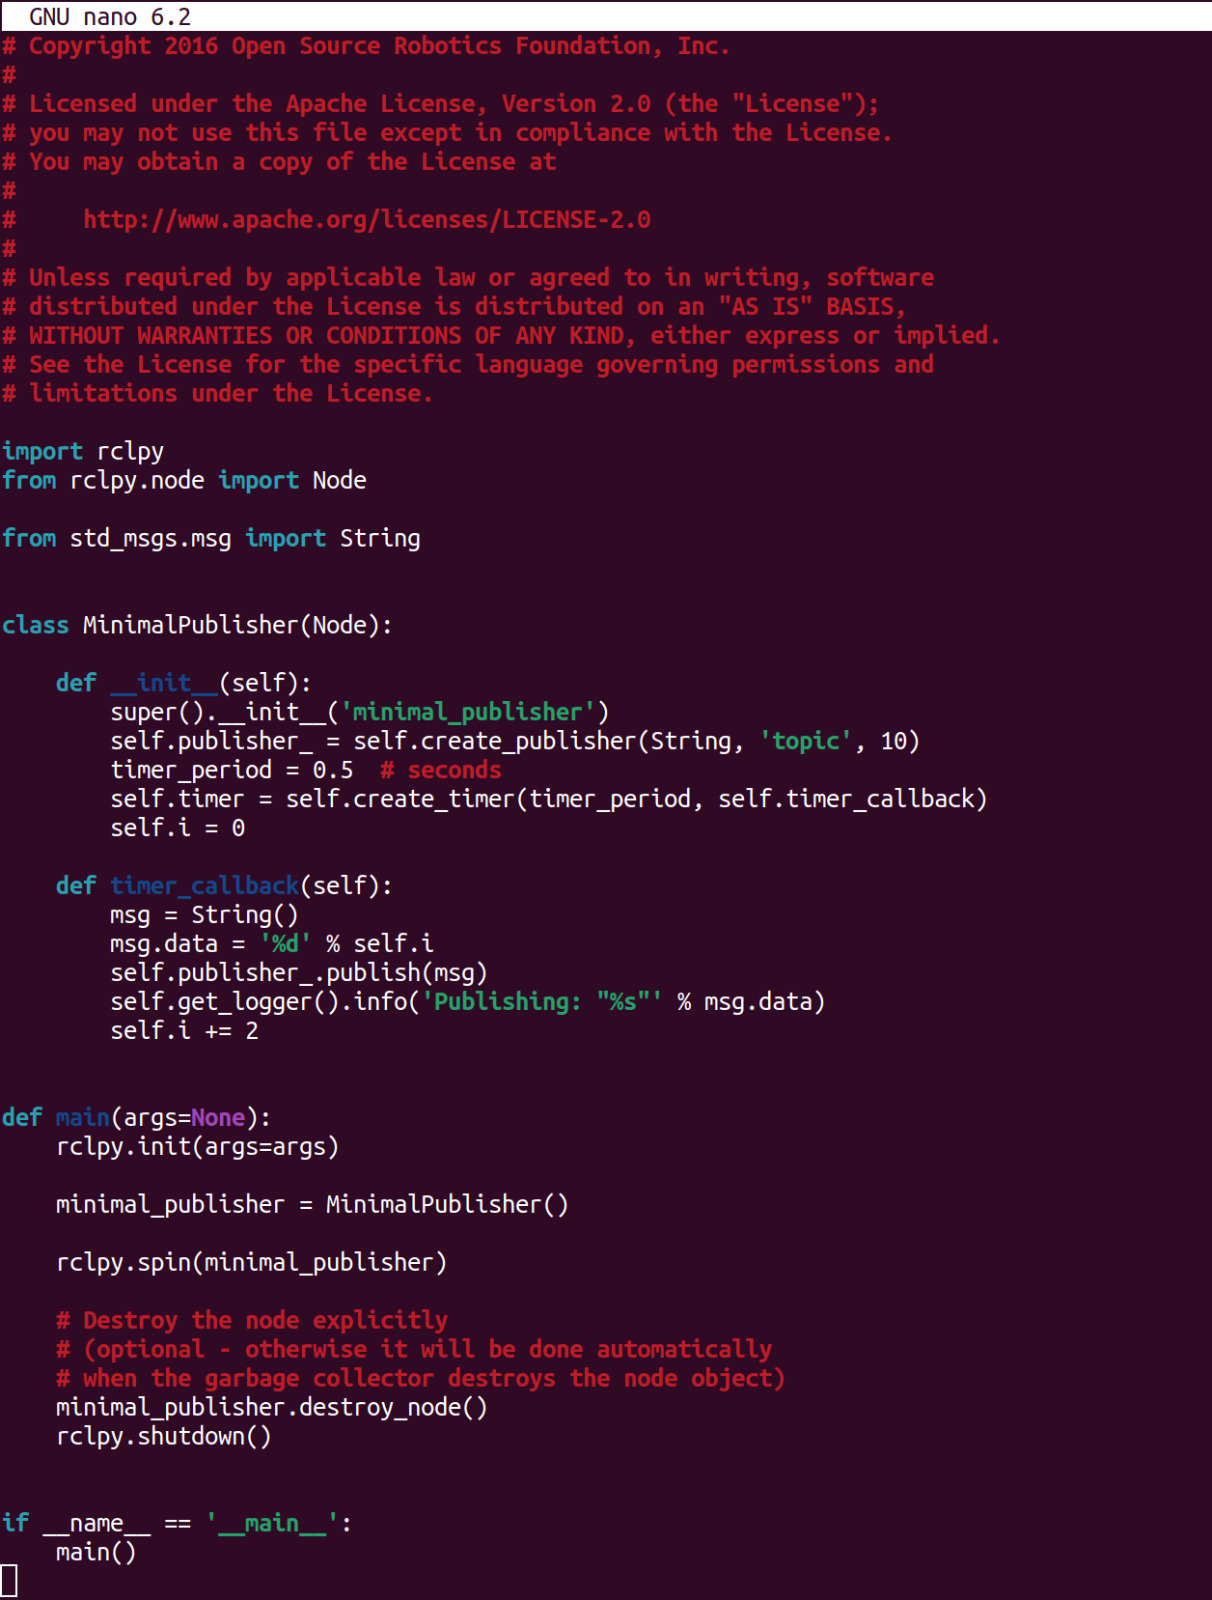 GNU nano 6.2
# Copyright 2016 Open Source Robotics Foundation, Inc.
#
# Licensed under the Apache License, Version 2.0 (the "License");
# you may not use this file except in compliance with the License.
# You may obtain a copy of the License at
#
#     http://www.apache.org/licenses/LICENSE-2.0
#
# Unless required by applicable law or agreed to in writing, software
# distributed under the License is distributed on an "AS IS" BASIS,
# WITHOUT WARRANTIES OR CONDITIONS OF ANY KIND, either express or implied.
# See the License for the specific language governing permissions and
# limitations under the License.

import rclpy
from rclpy.node import Node

from std_msgs.msg import String


class MinimalPublisher(Node):

    def __init__(self):
        super().__init__('minimal_publisher')
        self.publisher_ = self.create_publisher(String, 'topic', 10)
        timer_period = 0.5  # seconds
        self.timer = self.create_timer(timer_period, self.timer_callback)
        self.i = 0

    def timer_callback(self):
        msg = String()
        msg.data = '%d' % self.i
        self.publisher_.publish(msg)
        self.get_logger().info('Publishing: "%s"' % msg.data)
        self.i += 2


def main(args=None):
    rclpy.init(args=args)

    minimal_publisher = MinimalPublisher()

    rclpy.spin(minimal_publisher)

    # Destroy the node explicitly
    # (optional - otherwise it will be done automatically
    # when the garbage collector destroys the node object)
    minimal_publisher.destroy_node()
    rclpy.shutdown()


if __name__ == '__main__':
    main()